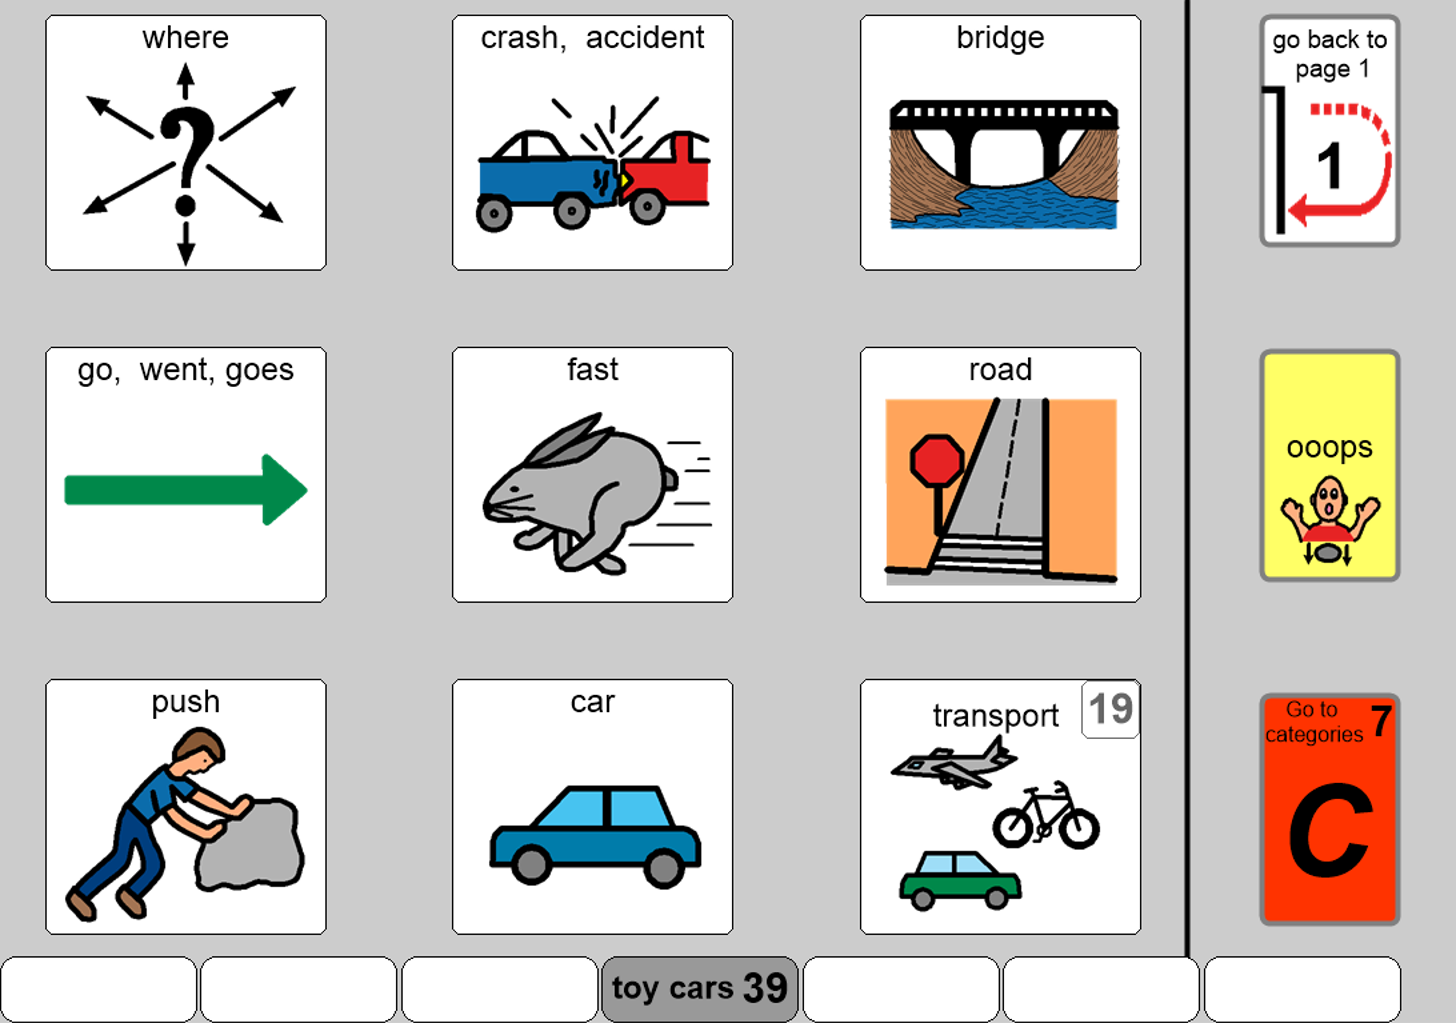 where
?
crash, accident
bridge
go back to
page 1
1
go, went, goes
fast
road
ooops
push
car
transport
19
Go to
categories 7
C
toy cars 39